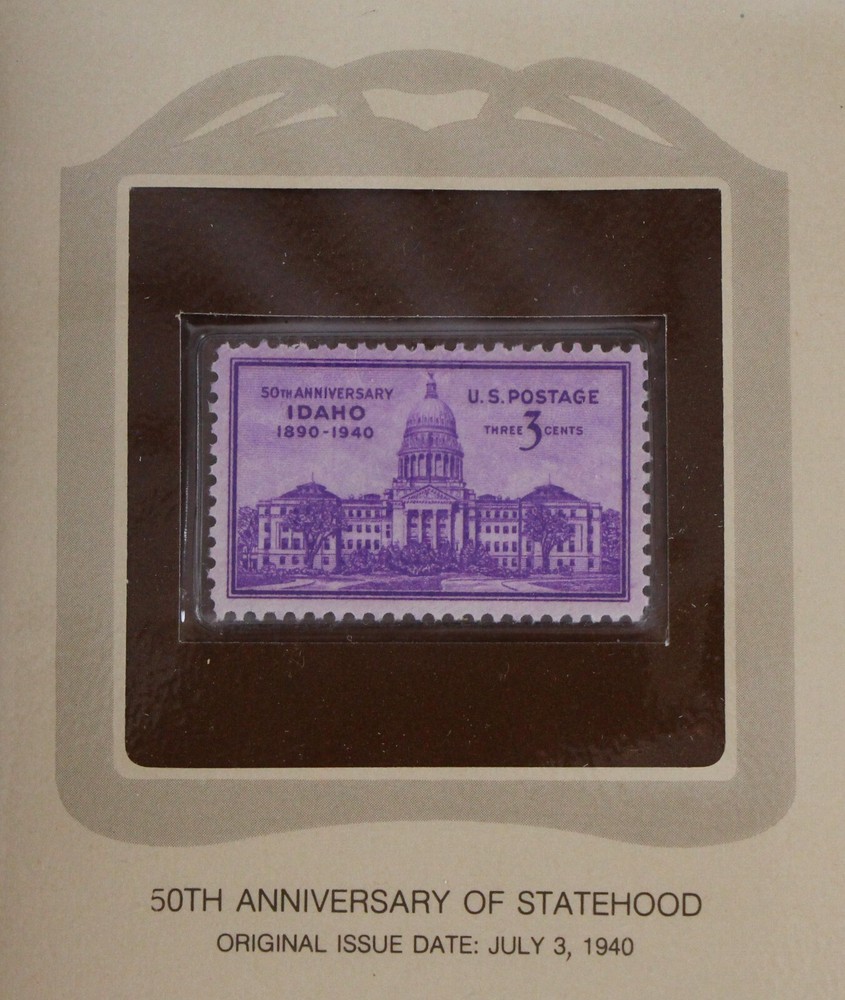 50TH ANNIVERSARY
IDAHO
1890-1940
U.S. POSTAGE
THREE 3 CENTS
50TH ANNIVERSARY OF STATEHOOD
ORIGINAL ISSUE DATE: JULY 3, 1940